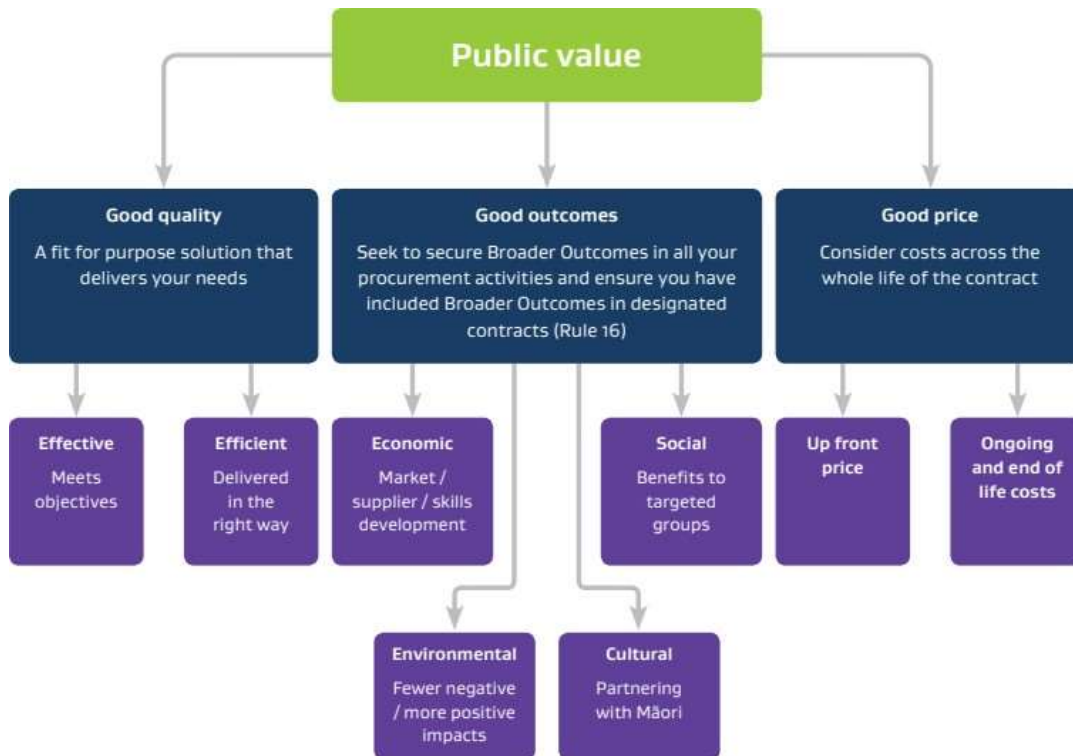 Public value
Good quality
A fit for purpose solution that
delivers your needs
Good outcomes
Seek to secure Broader Outcomes in all your
procurement activities and ensure you have
included Broader Outcomes in designated
contracts (Rule 16)
Good price
Consider costs across the
whole life of the contract
Effective
Meets
objectives
Efficient
Delivered
in the
right way
Economic
Market /
supplier / skills
development
Social
Benefits to
targeted
groups
Up front
price
Ongoing
and end of
life costs
Environmental
Fewer negative
/ more positive
impacts
Cultural
Partnering
with Māori